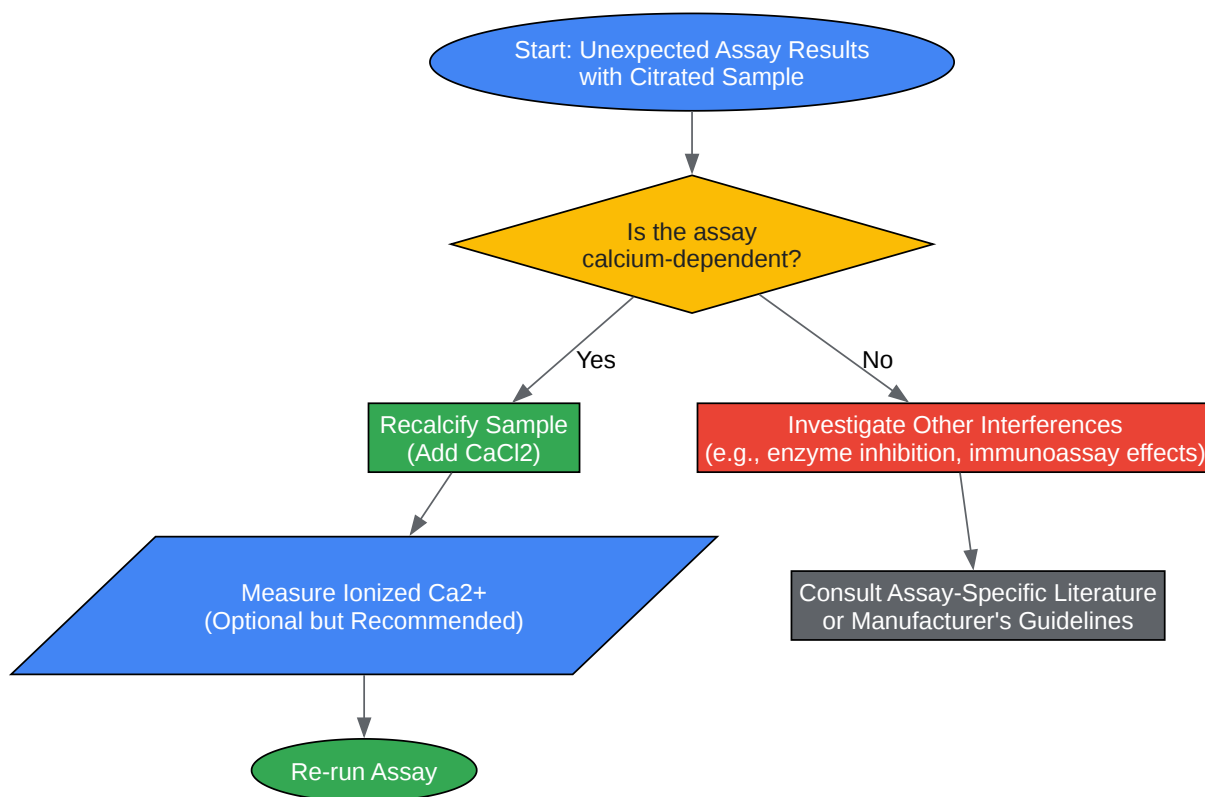 Start: Unexpected Assay Results
with Citrated Sample
Is the assay
calcium-dependent?
Yes
No
Recalcify Sample
(Add CaCl2)
Investigate Other Interferences
(e.g., enzyme inhibition, immunoassay effects)
Measure Ionized Ca2+
(Optional but Recommended)
Consult Assay-Specific Literature
or Manufacturer's Guidelines
Re-run Assay